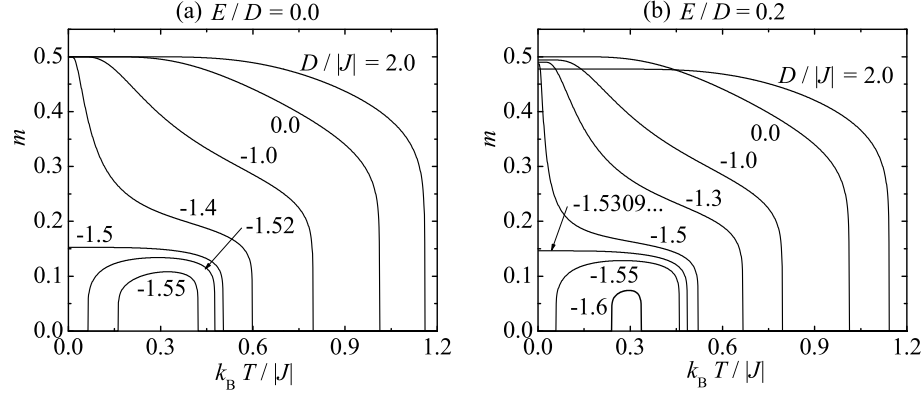 (a) E / D = 0.0
0.5
0.4
0.3
0.2
0.1
0.0
m
D / |J| = 2.0
0.0
-1.0
-1.4
-1.52
-1.5
-1.55
0.0 0.3 0.6 0.9 1.2
k_B T / |J|
(b) E / D = 0.2
0.5
0.4
0.3
0.2
0.1
0.0
m
D / |J| = 2.0
0.0
-1.0
-1.3
-1.5309...
-1.5
-1.55
-1.6
0.0 0.3 0.6 0.9 1.2
k_B T / |J|